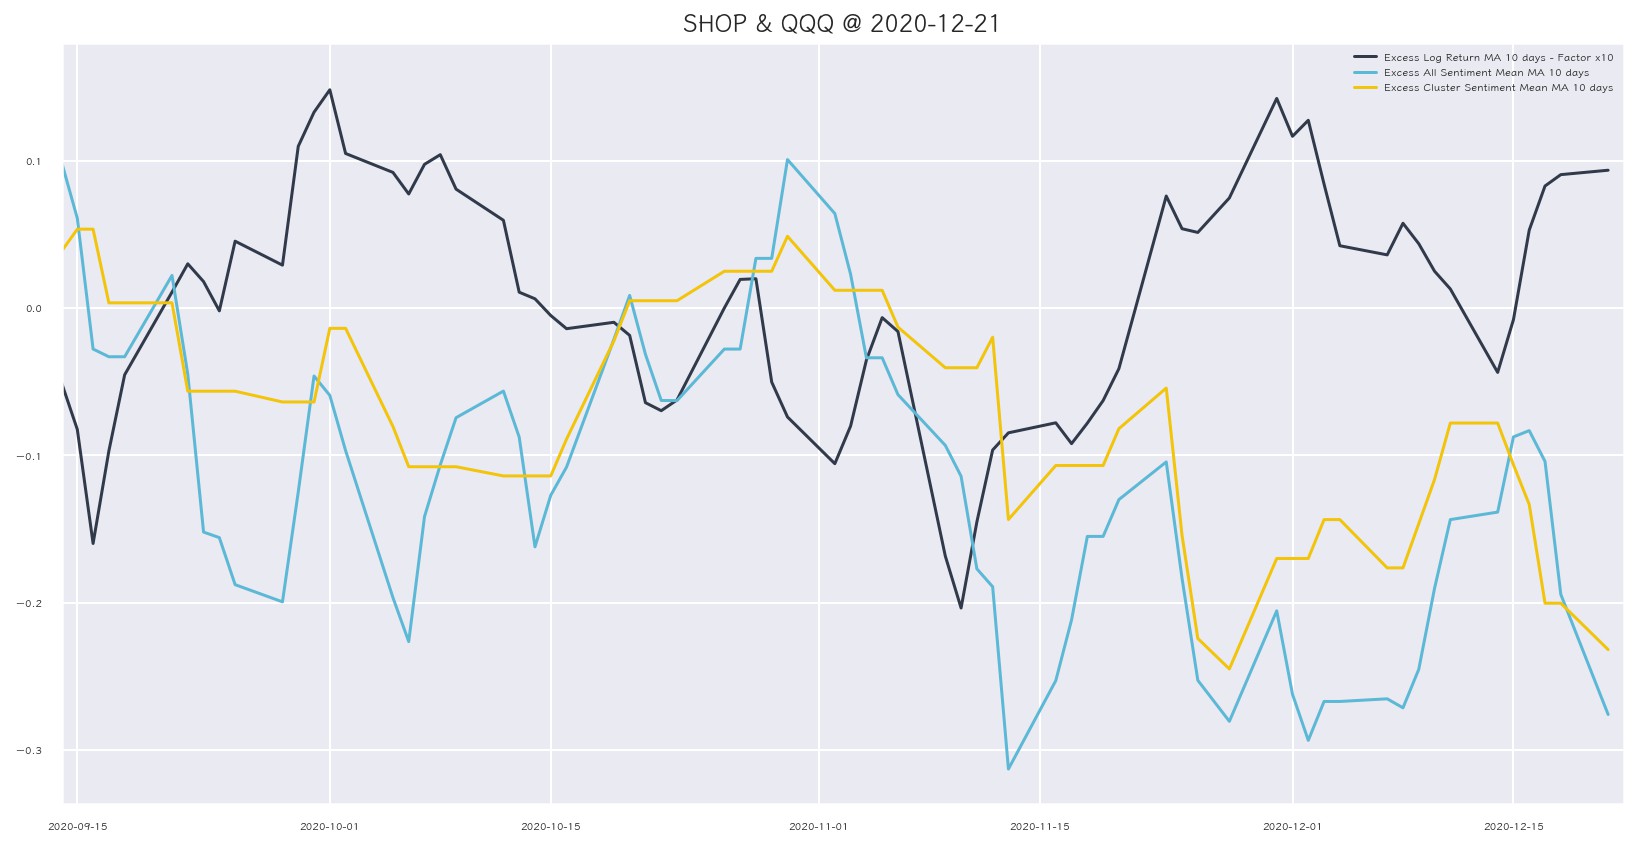 SHOP & QQQ @ 2020-12-21
Excess Log Return MA 10 days - Factor x10
Excess All Sentiment Mean MA 10 days
Excess Cluster Sentiment Mean MA 10 days
0.1
0.0
−0.1
−0.2
−0.3
2020-09-15 2020-10-01 2020-10-15 2020-11-01 2020-11-15 2020-12-01 2020-12-15